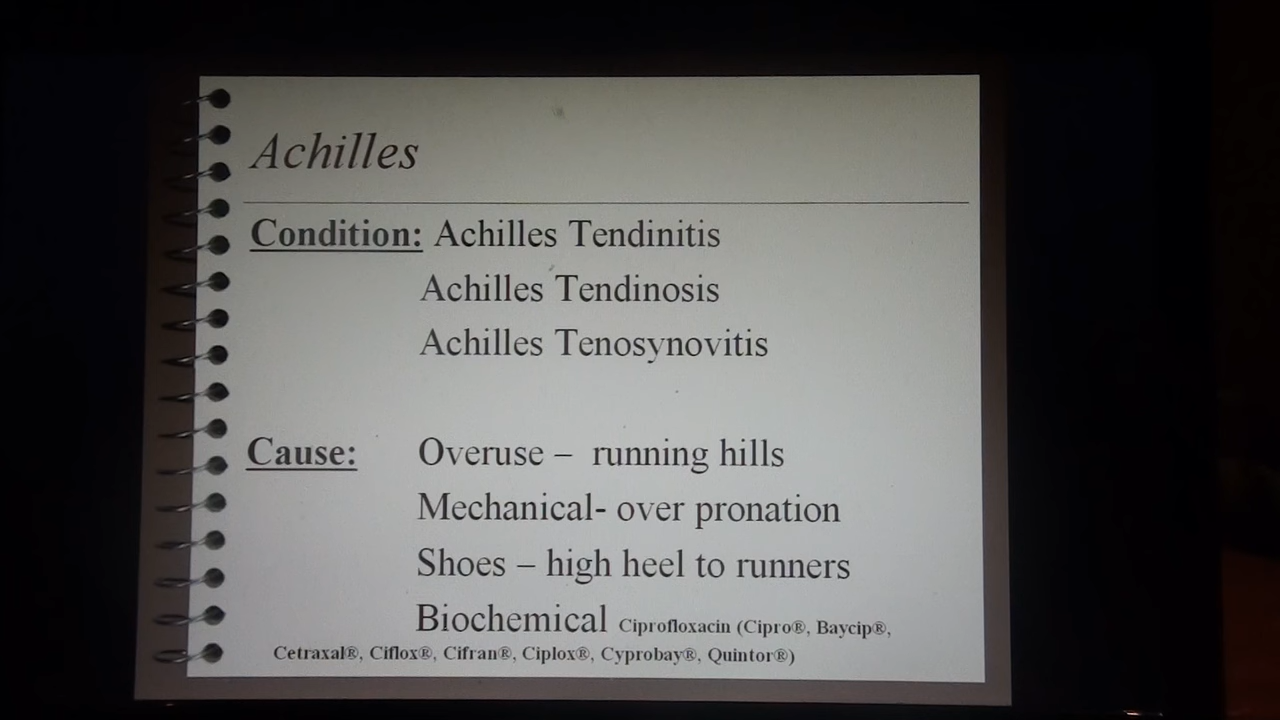 Achilles
Condition: Achilles Tendinitis
Achilles Tendinosis
Achilles Tenosynovitis
Cause: Overuse – running hills
Mechanical- over pronation
Shoes – high heel to runners
Biochemical Ciprofloxacin (Cipro®, Baycip®,
Cetraxal®, Ciflox®, Cifran®, Ciplox®, Cyprobay®, Quintor®)